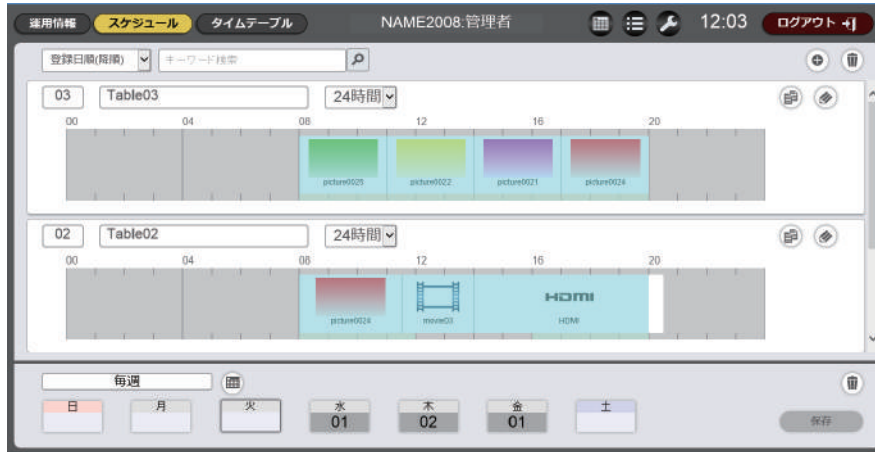 運用情報 スケジュール タイムテーブル NAME2008:管理者 12:03 ログアウト
登録日順(降順) キーワード検索
03 Table03 24時間
00 04 08 12 16 20
picture0025 picture0022 picture0021 picture0024
02 Table02 24時間
00 04 08 12 16 20
HDMI
picture0024 movie03 HDMI
毎週
日 月 火 水 木 金 土
01 02 01
保存